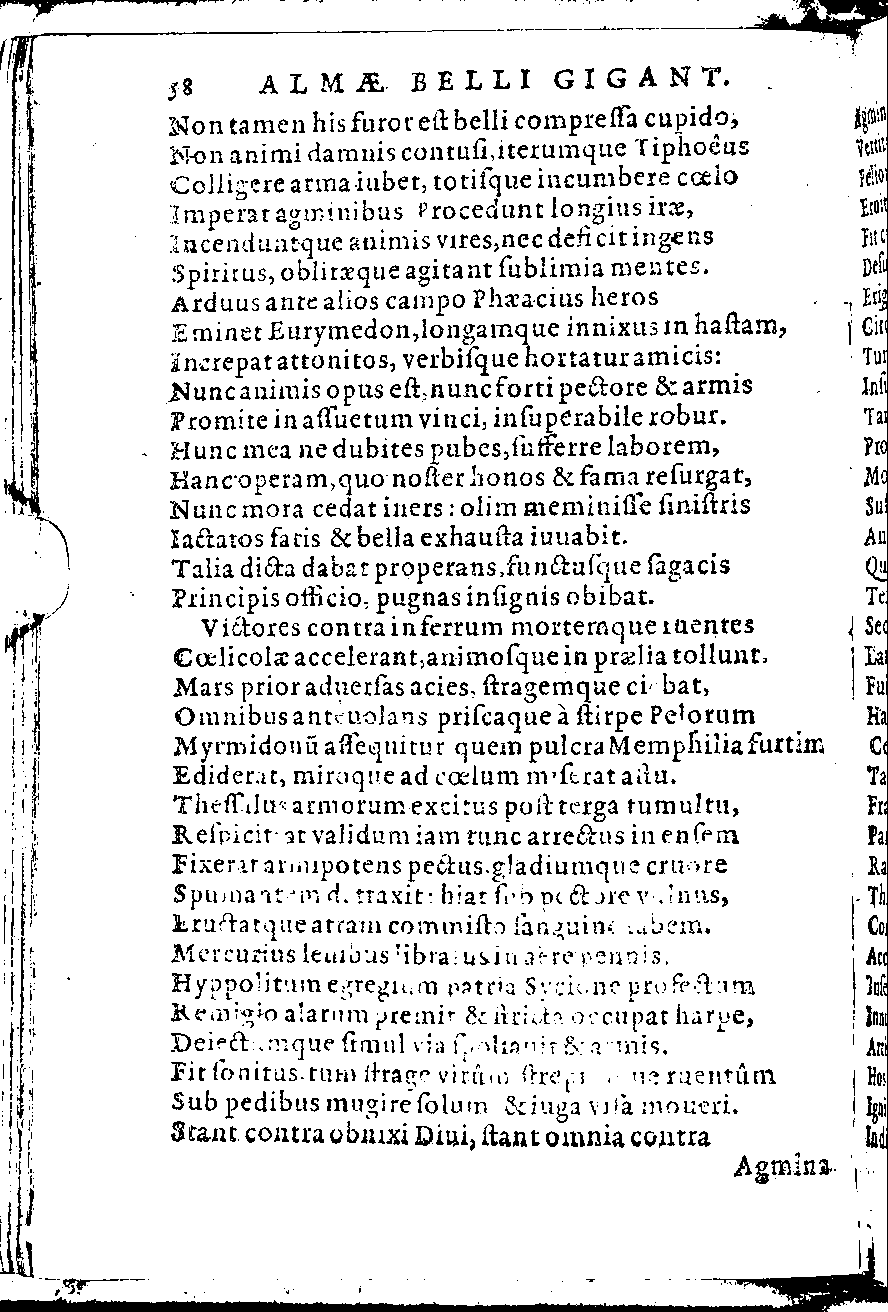 58 ALMÆ BELLI GIGANT.
Non tamen his furor est belli compressa cupido,
Non animi damnis contusi, iterumque Tiphoêus
Colligere arma iubet, totisque incumbere cœlo
Imperat agminibus Procedunt longius iræ,
Incenduntque animis vires, nec deficit ingens
Spiritus, oblitæque agitant sublimia mentes.
Arduus ante alios campo Phæacius heros
Eminet Eurymedon, longamque innixus in hastam,
Increpat attonitos, verbisque hortatur amicis:
Nunc animis opus est, nunc forti pectore & armis
Promite in assuetum vinci, insuperabile robur.
Hunc mea ne dubites pubes, sufferre laborem,
Hanc operam, quo noster honos & fama resurgat,
Nunc mora cedat iners: olim meminisse sinistris
Iactatos fatis & bella exhausta iuuabit.
Talia dicta dabat properans, functusque sagacis
Principis officio, pugnas insignis obibat.
Victores contra in ferrum mortemque ruentes
Cœlicolæ accelerant, animosque in prælia tollunt.
Mars prior aduersas acies, stragemque ciebat,
Omnibus anteuolans priscaque à stirpe Pelorum
Myrmidonũ assequitur quem pulcra Memphilia furtim
Ediderat, miroque ad cœlum miserat astu.
Thessalus armorum excitus post terga tumultu,
Respicit at validum iam tunc arrectus in ensem
Fixerat armipotens pectus. gladiumque cruore
Spumantem detraxit: hiat sub pectore vulnus,
Eructatque atram commisto sanguine tabem.
Mercurius leuibus libratus in aëre pennis.
Hyppolitum egregium patria Sycione profectum
Remigio alarum premit & stricta occupat harpe,
Deiectumque simul via spoliauit & armis.
Fit sonitus. tum strage virûm ruentûm
Sub pedibus mugire solum & iuga visa moueri.
Stant contra obnixi Diui, stant omnia contra
Agmina
Agmin